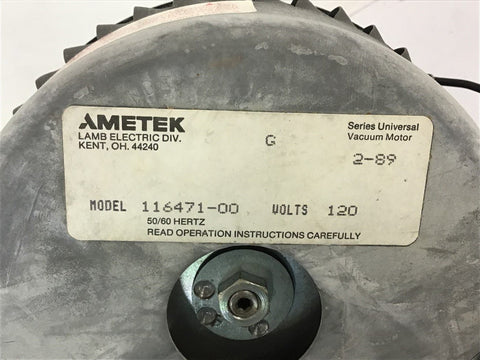 AMETEK
LAMB ELECTRIC DIV.
KENT, OH. 44240
G
Series Universal
Vacuum Motor
2-89
MODEL 116471-00 VOLTS 120
50/60 HERTZ
READ OPERATION INSTRUCTIONS CAREFULLY